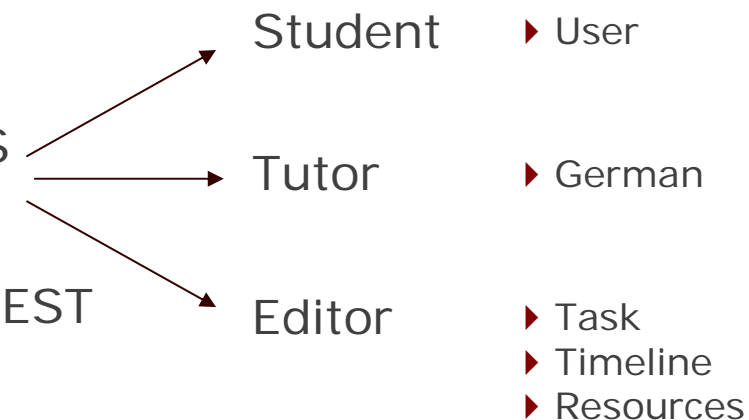 Student
User
S
Tutor
German
EST
Editor
Task
Timeline
Resources